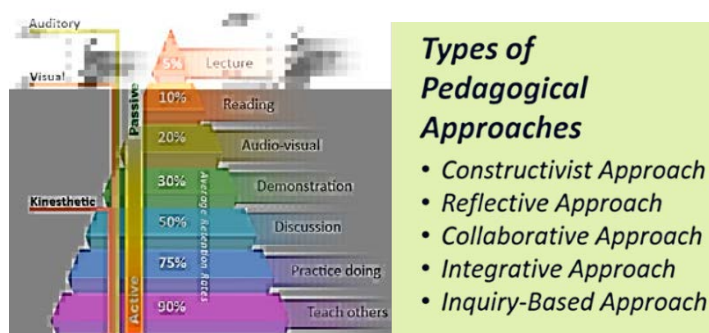 Auditory
Visual
Kinesthetic
Passive
Active
Average Retention Rates
5% Lecture
10% Reading
20% Audio-visual
30% Demonstration
50% Discussion
75% Practice doing
90% Teach others
Types of
Pedagogical
Approaches
• Constructivist Approach
• Reflective Approach
• Collaborative Approach
• Integrative Approach
• Inquiry-Based Approach